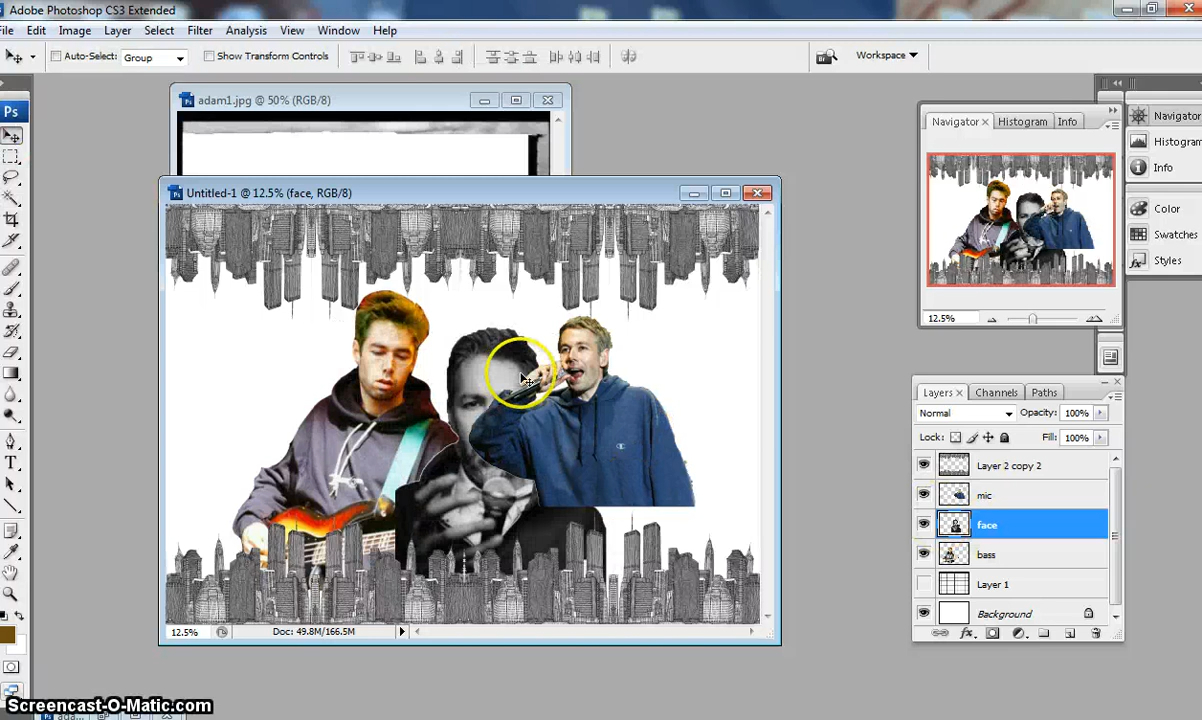 Adobe Photoshop CS3 Extended
File Edit Image Layer Select Filter Analysis View Window Help
Auto-Select: Group Show Transform Controls Workspace
adam1.jpg @ 50% (RGB/8)
Untitled-1 @ 12.5% (face, RGB/8)
12.5% Doc: 49.8M/166.5M
Ps
T
Navigator Histogram Info
12.5%
Navigator
Histogram
Info
Color
Swatches
Styles
Layers Channels Paths
Normal Opacity: 100%
Lock: Fill: 100%
Layer 2 copy 2
mic
face
bass
Layer 1
Background
Screencast-O-Matic.com